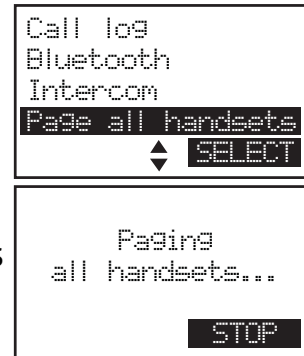 Call log
Bluetooth
Intercom
Page all handsets
SELECT
Paging
all handsets...
STOP